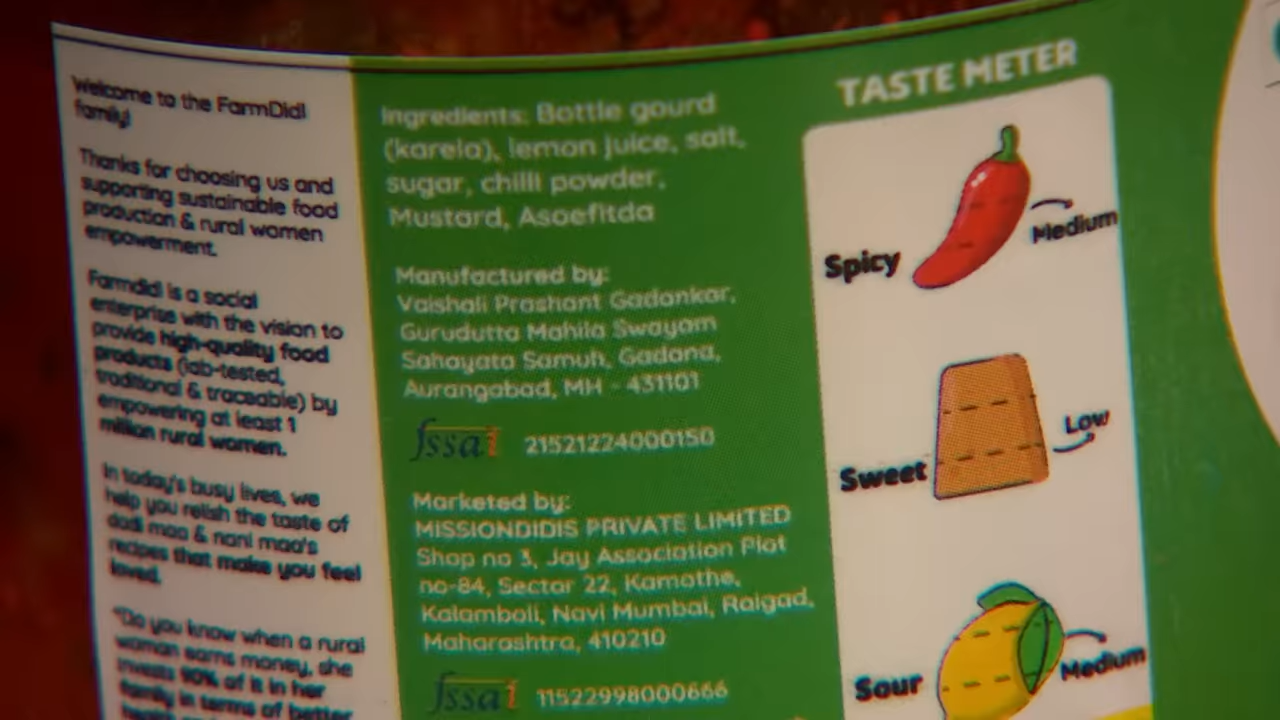 Welcome to the FarmDidi
family!
Thanks for choosing us and
supporting sustainable food
production & rural women
empowerment.
Farmdidi is a social
enterprise with the vision to
provide high-quality food
products (lab-tested,
traditional & traceable) by
empowering at least 1
million rural women.
In today's busy lives, we
help you relish the taste of
dadi maa & nani maa's
recipes that make you feel
loved.
"Do you know when a rural
woman earns money, she
invests 90% of it in her
family in terms of better
Ingredients: Bottle gourd
(karela), lemon juice, salt,
sugar, chilli powder,
Mustard, Asoefitda
Manufactured by:
Vaishali Prashant Gadankar,
Gurudutta Mahila Swayam
Sahayata Samuh, Gadana,
Aurangabad, MH - 431101
fssai 21521224000150
Marketed by:
MISSIONDIDIS PRIVATE LIMITED
Shop no 3, Jay Association Plot
no-84, Sector 22, Kamothe,
Kalamboli, Navi Mumbai, Raigad,
Maharashtra, 410210
fssai 11522998000666
TASTE METER
Spicy Medium
Sweet Low
Sour Medium